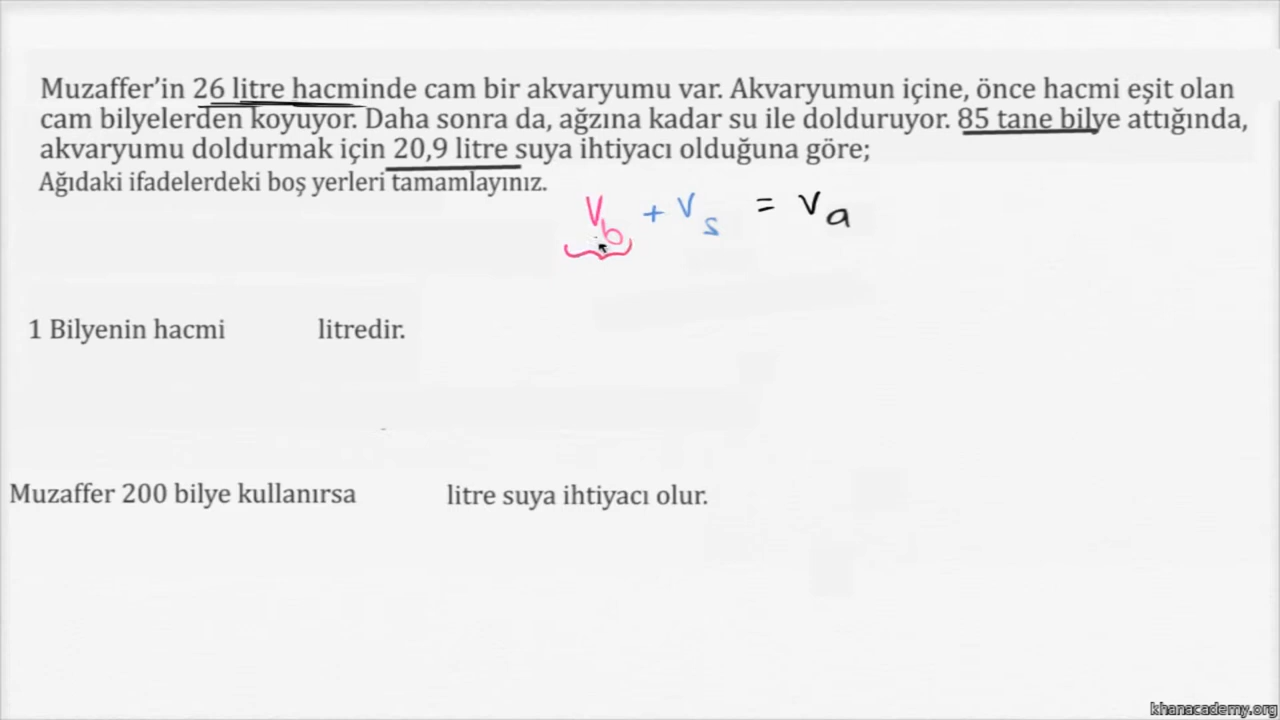 Muzaffer'in 26 litre hacminde cam bir akvaryumu var. Akvaryumun içine, önce hacmi eşit olan
cam bilyelerden koyuyor. Daha sonra da, ağzına kadar su ile dolduruyor. 85 tane bilye attığında,
akvaryumu doldurmak için 20,9 litre suya ihtiyacı olduğuna göre;
Ağıdaki ifadelerdeki boş yerleri tamamlayınız.
V_b + V_s = V_a
1 Bilyenin hacmi litredir.
Muzaffer 200 bilye kullanırsa litre suya ihtiyacı olur.
khanacademy.org